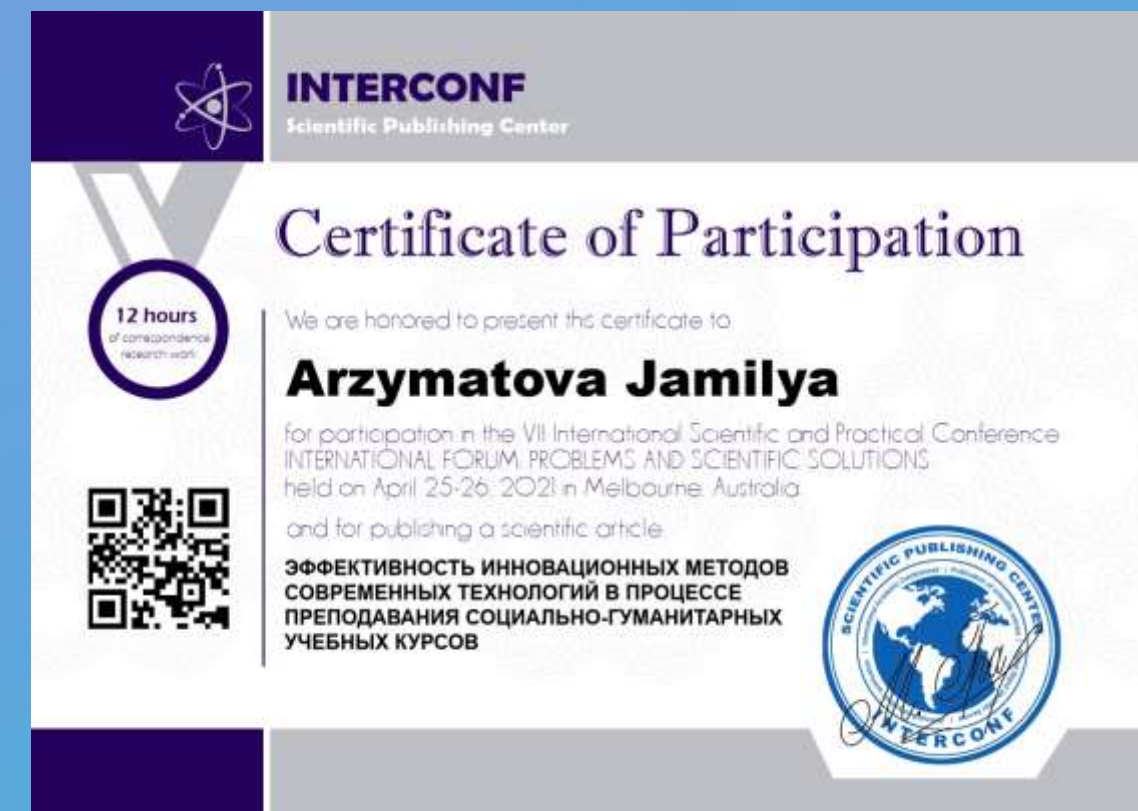 INTERCONF
Scientific Publishing Center
Certificate of Participation
12 hours
of correspondence
research work
We are honored to present this certificate to
Arzymatova Jamilya
for participation in the VII International Scientific and Practical Conference
INTERNATIONAL FORUM: PROBLEMS AND SCIENTIFIC SOLUTIONS
held on April 25-26, 2021 in Melbourne, Australia
and for publishing a scientific article
ЭФФЕКТИВНОСТЬ ИННОВАЦИОННЫХ МЕТОДОВ
СОВРЕМЕННЫХ ТЕХНОЛОГИЙ В ПРОЦЕССЕ
ПРЕПОДАВАНИЯ СОЦИАЛЬНО-ГУМАНИТАРНЫХ
УЧЕБНЫХ КУРСОВ
SCIENTIFIC PUBLISHING CENTER
INTERCONF